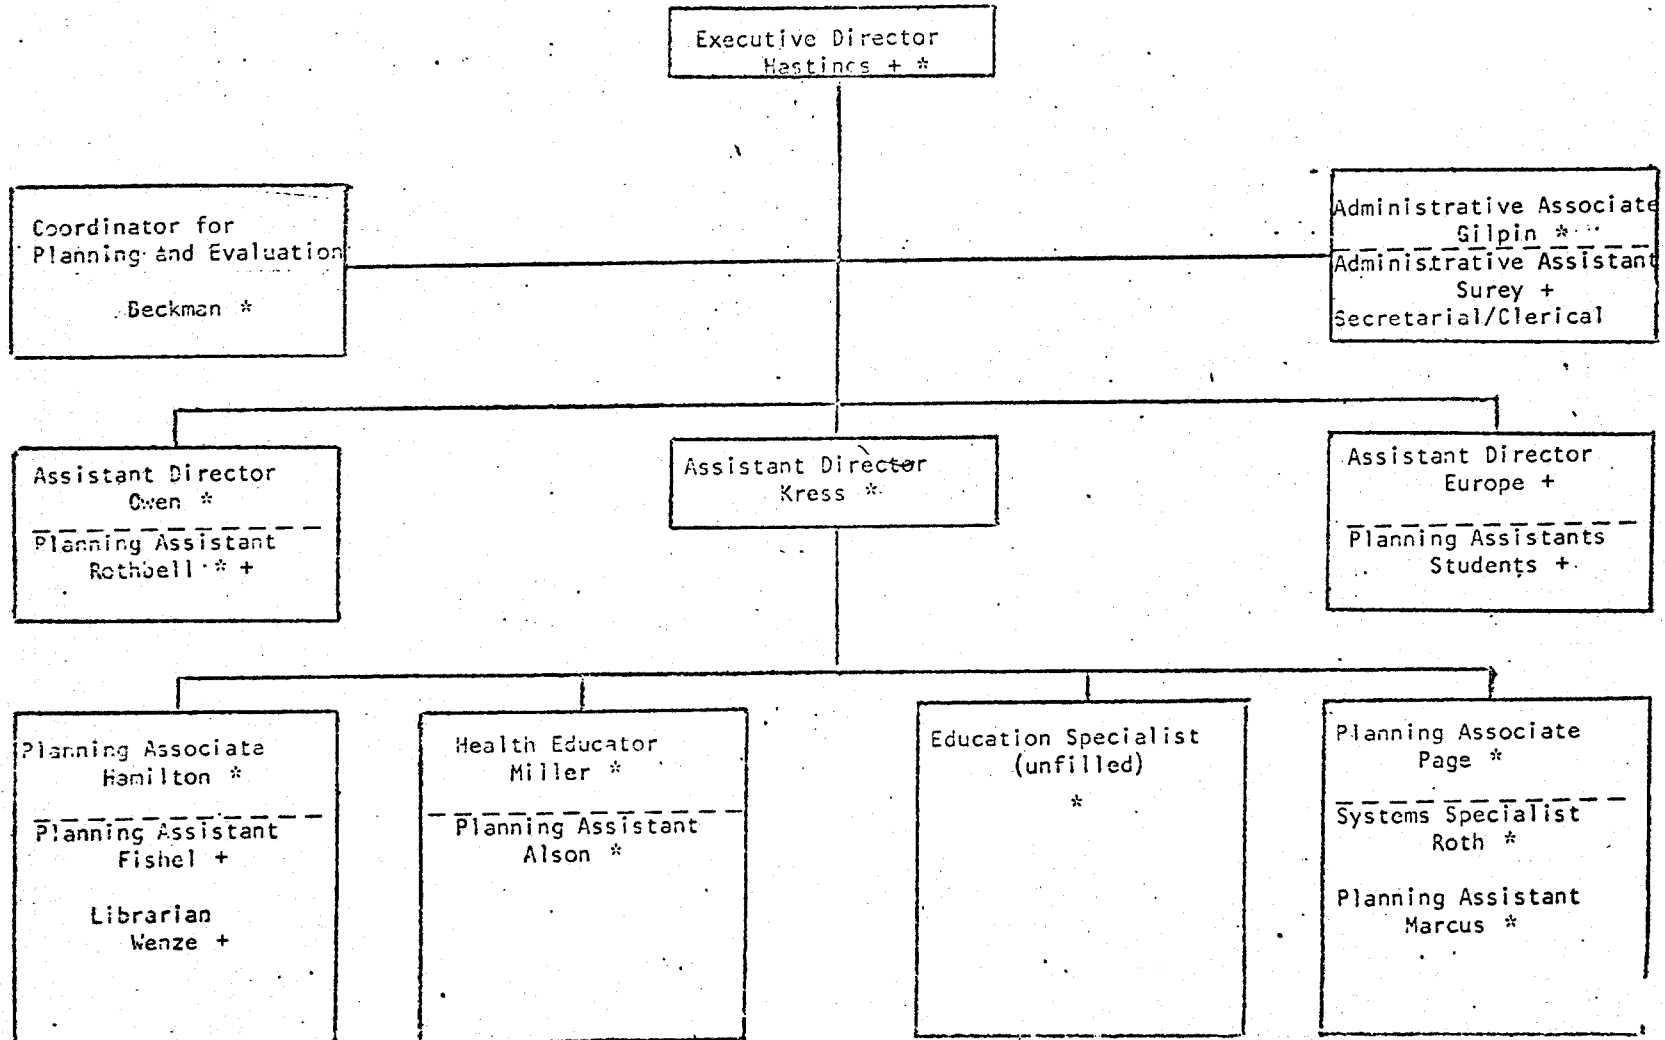 Executive Director
Hastings + *
Coordinator for
Planning and Evaluation
Beckman *
Administrative Associate
Gilpin *
Administrative Assistant
Surey +
Secretarial/Clerical
Assistant Director
Owen *
Planning Assistant
Rothbell * +
Assistant Director
Kress *
Assistant Director
Europe +
Planning Assistants
Students +
Planning Associate
Hamilton *
Planning Assistant
Fishel +
Librarian
Wenze +
Health Educator
Miller *
Planning Assistant
Alson *
Education Specialist
(unfilled)
*
Planning Associate
Page *
Systems Specialist
Roth *
Planning Assistant
Marcus *